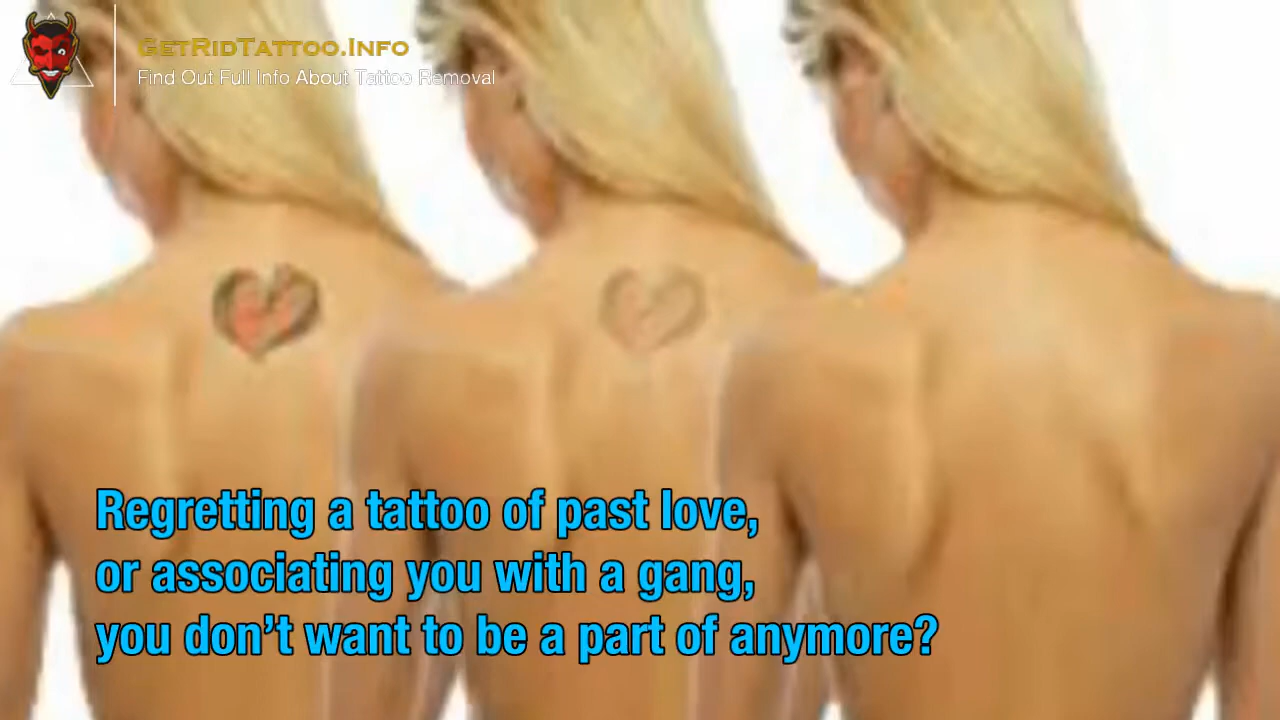 GetRidTattoo.Info
Find Out Full Info About Tattoo Removal
Regretting a tattoo of past love,
or associating you with a gang,
you don't want to be a part of anymore?